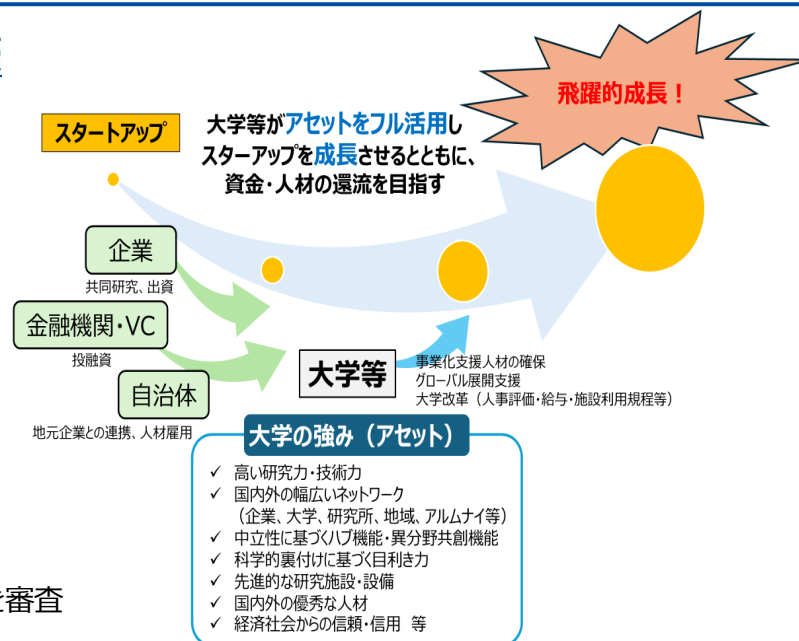 飛躍的成長！
スタートアップ
大学等がアセットをフル活用し
スターアップを成長させるとともに、
資金・人材の還流を目指す
企業
共同研究、出資
金融機関・VC
投融資
自治体
地元企業との連携、人材雇用
大学等
事業化支援人材の確保
グローバル展開支援
大学改革（人事評価・給与・施設利用規程等）
大学の強み（アセット）
✓ 高い研究力・技術力
✓ 国内外の幅広いネットワーク
（企業、大学、研究所、地域、アルムナイ等）
✓ 中立性に基づくハブ機能・異分野共創機能
✓ 科学的裏付けに基づく目利き力
✓ 先進的な研究施設・設備
✓ 国内外の優秀な人材
✓ 経済社会からの信頼・信用 等
審査